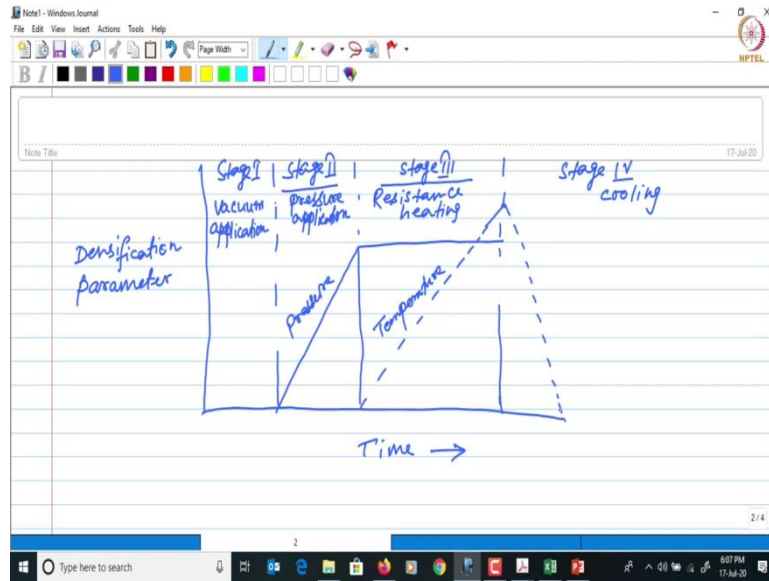 Note1 - Windows Journal
File Edit View Insert Actions Tools Help
Page Width
NPTEL
B I
Note Title
17-Jul-20
Stage I
Vacuum
application
Stage II
pressure
application
Stage III
Resistance
heating
Stage IV
cooling
Densification
parameter
Pressure
Temperature
Time →
2/4
2
Type here to search
6:07 PM
17-Jul-20